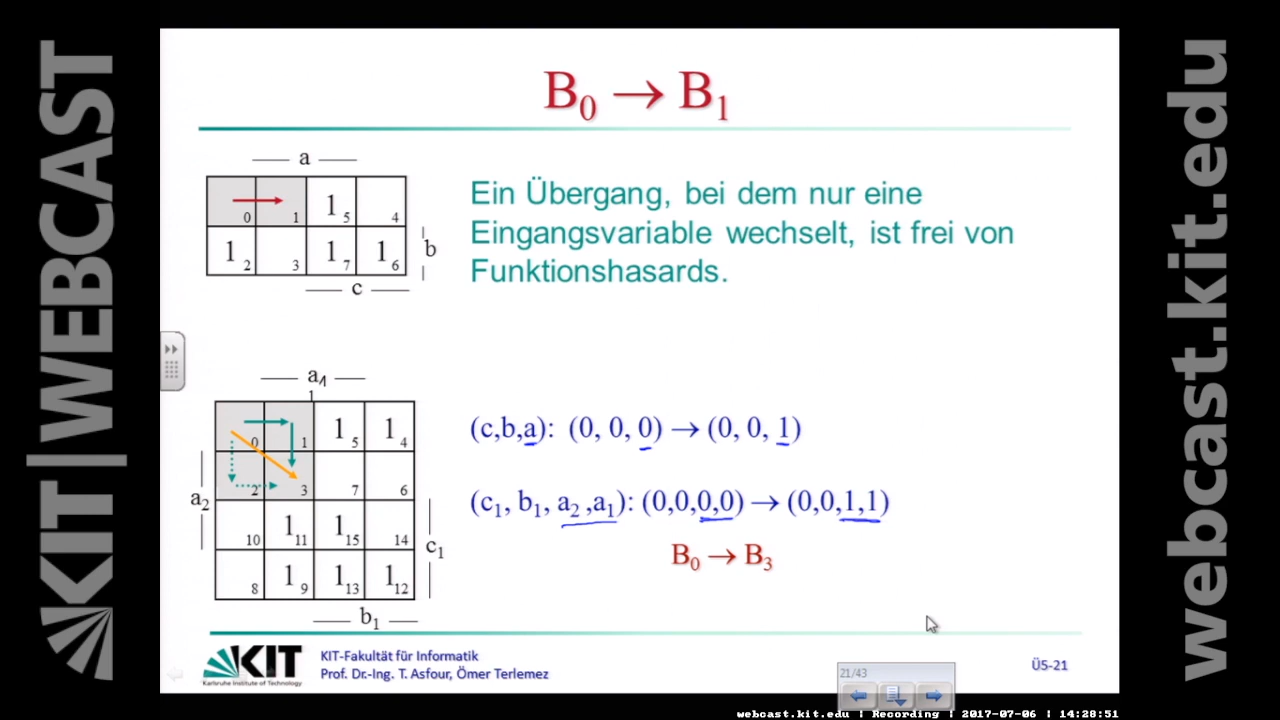 KIT | WEBCAST
B₀ → B₁
a
0 1 1 5 4
1 2 3 1 7 1 6
b
c
Ein Übergang, bei dem nur eine
Eingangsvariable wechselt, ist frei von
Funktionshasards.
a1
1
0 1 1 5 1 4
2 3 7 6
10 1 11 1 15 14
8 1 9 1 13 1 12
a₂
c₁
b₁
(c,b,a): (0, 0, 0) → (0, 0, 1)
(c₁, b₁, a₂ ,a₁): (0,0,0,0) → (0,0,1,1)
B₀ → B₃
KIT
Karlsruhe Institute of Technology
KIT-Fakultät für Informatik
Prof. Dr.-Ing. T. Asfour, Ömer Terlemez
21/43
Ü5-21
webcast.kit.edu | Recording | 2017-07-06 | 14:28:51
webcast.kit.edu